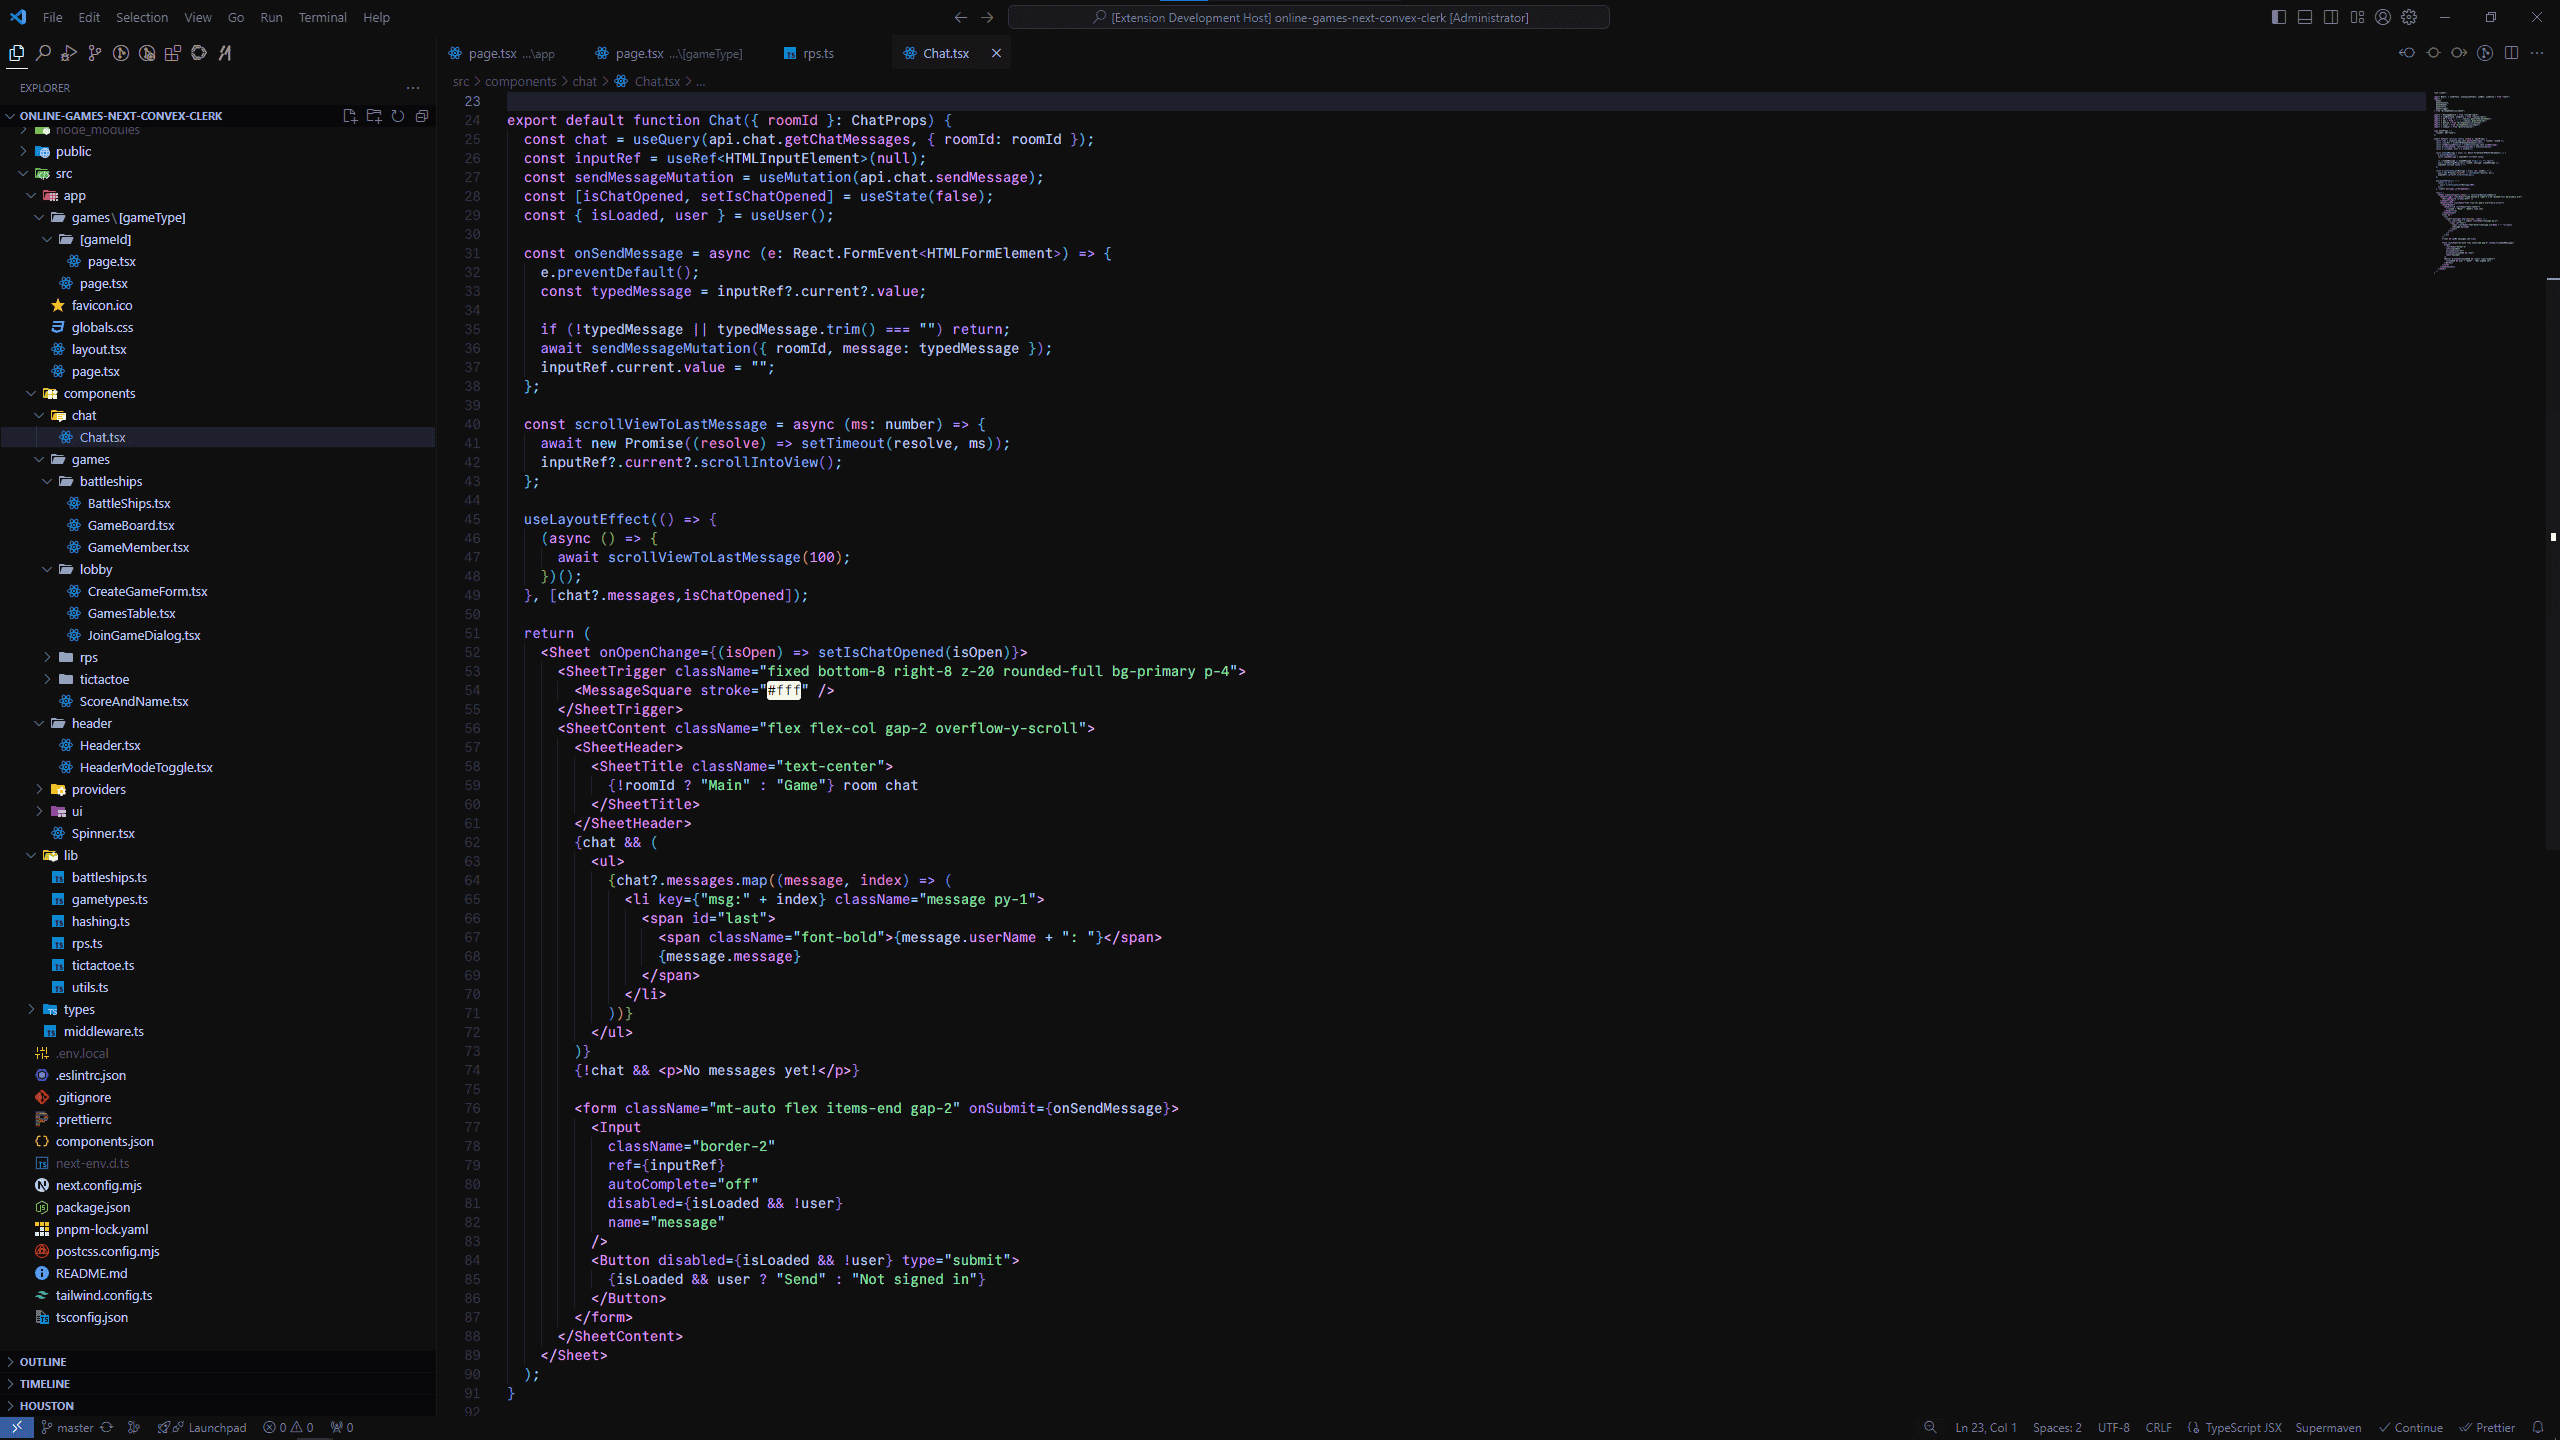 File Edit Selection View Go Run Terminal Help
[Extension Development Host] online-games-next-convex-clerk [Administrator]
EXPLORER
ONLINE-GAMES-NEXT-CONVEX-CLERK
node_modules
public
src
app
games\[gameType]
[gameId]
page.tsx
page.tsx
favicon.ico
globals.css
layout.tsx
page.tsx
components
chat
Chat.tsx
games
battleships
BattleShips.tsx
GameBoard.tsx
GameMember.tsx
lobby
CreateGameForm.tsx
GamesTable.tsx
JoinGameDialog.tsx
rps
tictactoe
ScoreAndName.tsx
header
Header.tsx
HeaderModeToggle.tsx
providers
ui
Spinner.tsx
lib
battleships.ts
gametypes.ts
hashing.ts
rps.ts
tictactoe.ts
utils.ts
types
middleware.ts
.env.local
.eslintrc.json
.gitignore
.prettierrc
components.json
next-env.d.ts
next.config.mjs
package.json
pnpm-lock.yaml
postcss.config.mjs
README.md
tailwind.config.ts
tsconfig.json
OUTLINE
TIMELINE
HOUSTON
page.tsx ...\app page.tsx ...\[gameType] rps.ts Chat.tsx
src > components > chat > Chat.tsx > ...
23
24 export default function Chat({ roomId }: ChatProps) {
25 const chat = useQuery(api.chat.getChatMessages, { roomId: roomId });
26 const inputRef = useRef<HTMLInputElement>(null);
27 const sendMessageMutation = useMutation(api.chat.sendMessage);
28 const [isChatOpened, setIsChatOpened] = useState(false);
29 const { isLoaded, user } = useUser();
30
31 const onSendMessage = async (e: React.FormEvent<HTMLFormElement>) => {
32 e.preventDefault();
33 const typedMessage = inputRef?.current?.value;
34
35 if (!typedMessage || typedMessage.trim() === "") return;
36 await sendMessageMutation({ roomId, message: typedMessage });
37 inputRef.current.value = "";
38 };
39
40 const scrollViewToLastMessage = async (ms: number) => {
41 await new Promise((resolve) => setTimeout(resolve, ms));
42 inputRef?.current?.scrollIntoView();
43 };
44
45 useLayoutEffect(() => {
46 (async () => {
47 await scrollViewToLastMessage(100);
48 })();
49 }, [chat?.messages,isChatOpened]);
50
51 return (
52 <Sheet onOpenChange={(isOpen) => setIsChatOpened(isOpen)}>
53 <SheetTrigger className="fixed bottom-8 right-8 z-20 rounded-full bg-primary p-4">
54 <MessageSquare stroke="#fff" />
55 </SheetTrigger>
56 <SheetContent className="flex flex-col gap-2 overflow-y-scroll">
57 <SheetHeader>
58 <SheetTitle className="text-center">
59 {!roomId ? "Main" : "Game"} room chat
60 </SheetTitle>
61 </SheetHeader>
62 {chat && (
63 <ul>
64 {chat?.messages.map((message, index) => (
65 <li key={"msg:" + index} className="message py-1">
66 <span id="last">
67 <span className="font-bold">{message.userName + ": "}</span>
68 {message.message}
69 </span>
70 </li>
71 ))}
72 </ul>
73 )}
74 {!chat && <p>No messages yet!</p>}
75
76 <form className="mt-auto flex items-end gap-2" onSubmit={onSendMessage}>
77 <Input
78 className="border-2"
79 ref={inputRef}
80 autoComplete="off"
81 disabled={isLoaded && !user}
82 name="message"
83 />
84 <Button disabled={isLoaded && !user} type="submit">
85 {isLoaded && user ? "Send" : "Not signed in"}
86 </Button>
87 </form>
88 </SheetContent>
89 </Sheet>
90 );
91 }
92
master Launchpad 0 0 0 Ln 23, Col 1 Spaces: 2 UTF-8 CRLF TypeScript JSX Supermaven Continue Prettier